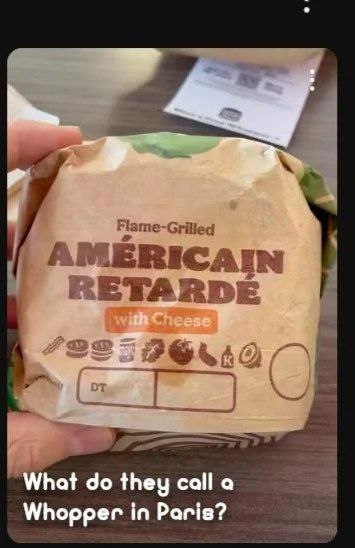 Flame-Grilled
AMÉRICAIN
RETARDÉ
with Cheese
K
DT
What do they call a
Whopper in Paris?